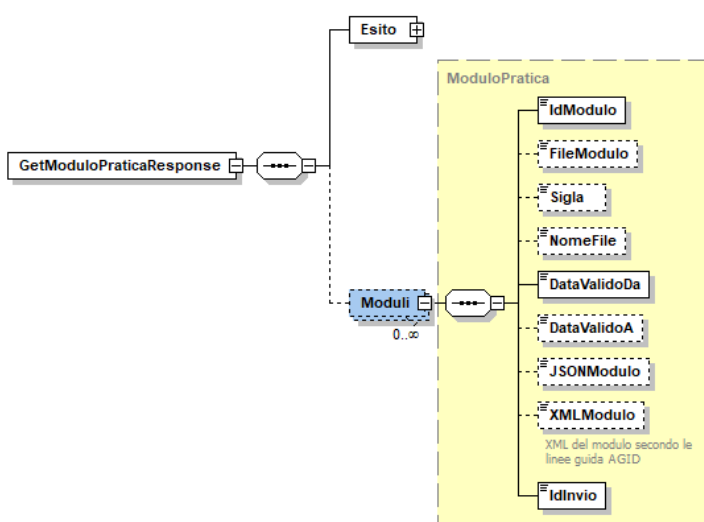 Esito
ModuloPratica
IdModulo
FileModulo
GetModuloPraticaResponse
Sigla
NomeFile
DataValidoDa
Moduli
0..∞
DataValidoA
JSONModulo
XMLModulo
XML del modulo secondo le
linee guida AGID
IdInvio